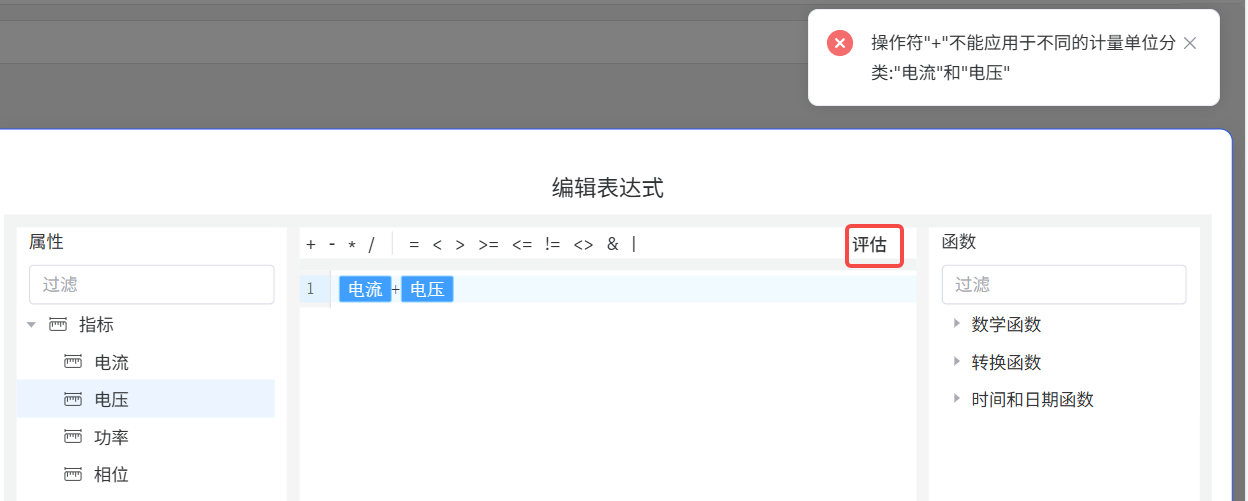 操作符"+"不能应用于不同的计量单位分
类:"电流"和"电压"
编辑表达式
属性
过滤
指标
电流
电压
功率
相位
+ - * / = < > >= <= != <> & | 评估
1 电流+电压
函数
过滤
数学函数
转换函数
时间和日期函数